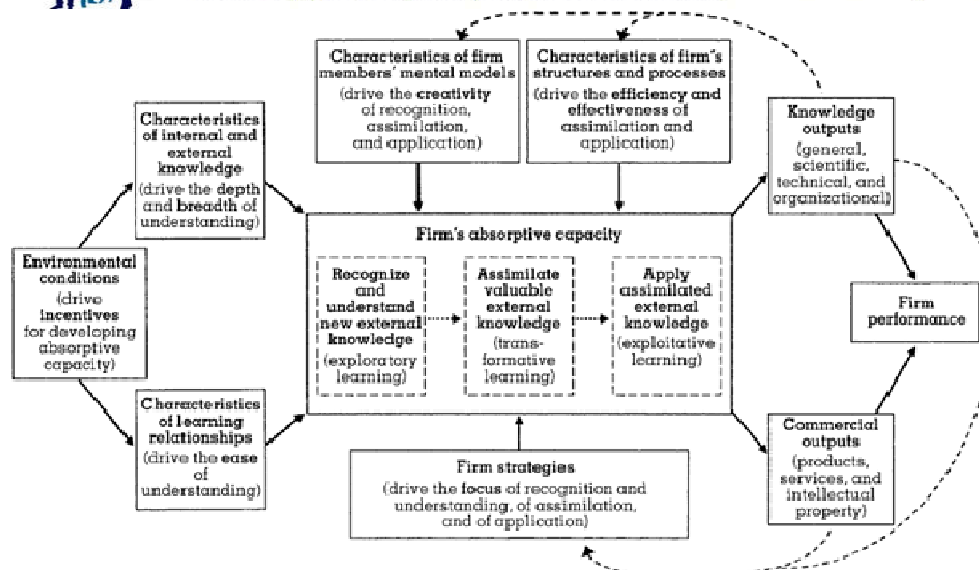 Characteristics of firm
members' mental models
(drive the creativity
of recognition,
assimilation,
and application)
Characteristics of firm's
structures and processes
(drive the efficiency and
effectiveness of
assimilation and
application)
Characteristics
of internal and
external
knowledge
(drive the depth
and breadth of
understanding)
Knowledge
outputs
(general,
scientific,
technical, and
organizational)
Environmental
conditions
(drive
incentives
for developing
absorptive
capacity)
Firm's absorptive capacity
Recognize
and
understand
new external
knowledge
(exploratory
learning)
Assimilate
valuable
external
knowledge
(trans-
formative
learning)
Apply
assimilated
external
knowledge
(exploitative
learning)
Firm
performance
Characteristics
of learning
relationships
(drive the ease
of
understanding)
Firm strategies
(drive the focus of recognition and
understanding, of assimilation,
and of application)
Commercial
outputs
(products,
services, and
intellectual
property)